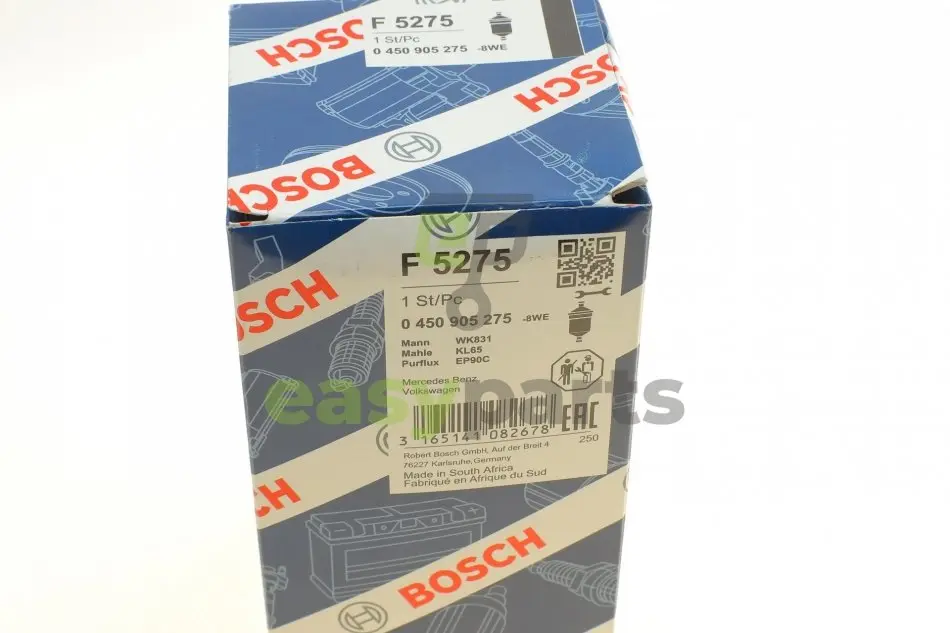 F 5275
1 St/Pc
0 450 905 275 -8WE
BOSCH
BOSCH
BOSCH
F 5275
1 St/Pc
0 450 905 275 -8WE
Mann WK831
Mahle KL65
Purflux EP90C
Mercedes Benz
Volkswagen
easyparts
3 165141 082678
EAC
250
Robert Bosch GmbH, Auf der Breit 4
76227 Karlsruhe, Germany
Made in South Africa
Fabriqué en Afrique du Sud
BOSCH
CH
BOSCH